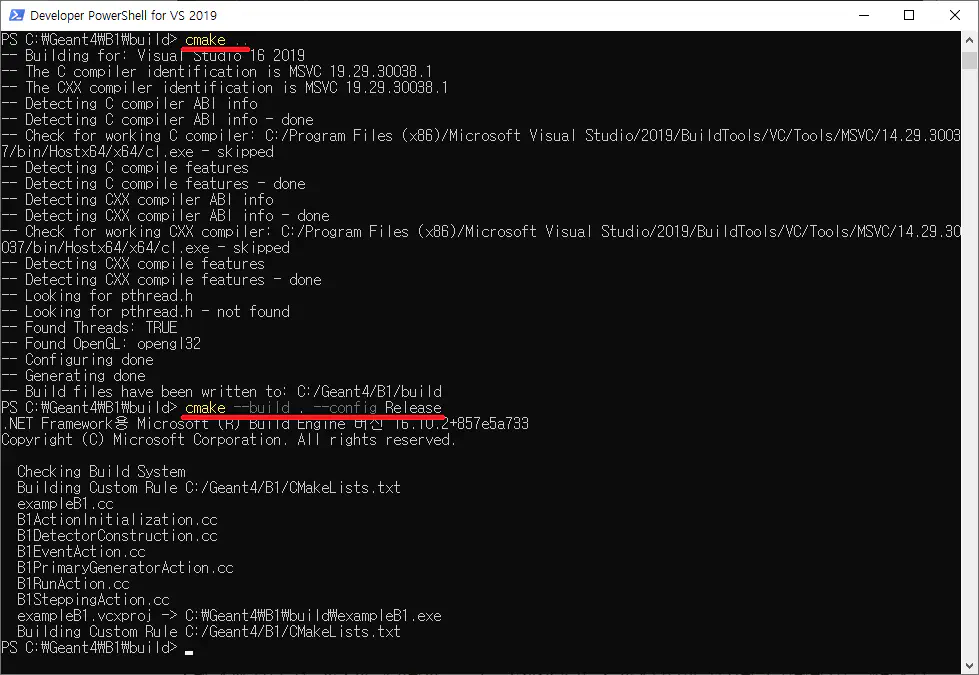 Developer PowerShell for VS 2019
PS C:₩Geant4₩B1₩build> cmake ..
-- Building for: Visual Studio 16 2019
-- The C compiler identification is MSVC 19.29.30038.1
-- The CXX compiler identification is MSVC 19.29.30038.1
-- Detecting C compiler ABI info
-- Detecting C compiler ABI info - done
-- Check for working C compiler: C:/Program Files (x86)/Microsoft Visual Studio/2019/BuildTools/VC/Tools/MSVC/14.29.3003
7/bin/Hostx64/x64/cl.exe - skipped
-- Detecting C compile features
-- Detecting C compile features - done
-- Detecting CXX compiler ABI info
-- Detecting CXX compiler ABI info - done
-- Check for working CXX compiler: C:/Program Files (x86)/Microsoft Visual Studio/2019/BuildTools/VC/Tools/MSVC/14.29.30
037/bin/Hostx64/x64/cl.exe - skipped
-- Detecting CXX compile features
-- Detecting CXX compile features - done
-- Looking for pthread.h
-- Looking for pthread.h - not found
-- Found Threads: TRUE
-- Found OpenGL: opengl32
-- Configuring done
-- Generating done
-- Build files have been written to: C:/Geant4/B1/build
PS C:₩Geant4₩B1₩build> cmake --build . --config Release
.NET Framework용 Microsoft (R) Build Engine 버전 16.10.2+857e5a733
Copyright (C) Microsoft Corporation. All rights reserved.
Checking Build System
Building Custom Rule C:/Geant4/B1/CMakeLists.txt
exampleB1.cc
B1ActionInitialization.cc
B1DetectorConstruction.cc
B1EventAction.cc
B1PrimaryGeneratorAction.cc
B1RunAction.cc
B1SteppingAction.cc
exampleB1.vcxproj -> C:₩Geant4₩B1₩build₩exampleB1.exe
Building Custom Rule C:/Geant4/B1/CMakeLists.txt
PS C:₩Geant4₩B1₩build>